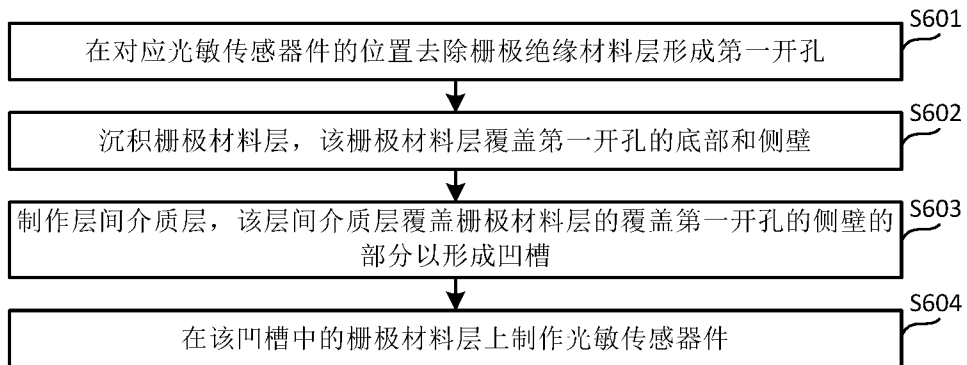 S601
在对应光敏传感器件的位置去除栅极绝缘材料层形成第一开孔
S602
沉积栅极材料层，该栅极材料层覆盖第一开孔的底部和侧壁
S603
制作层间介质层，该层间介质层覆盖栅极材料层的覆盖第一开孔的侧壁的
部分以形成凹槽
S604
在该凹槽中的栅极材料层上制作光敏传感器件